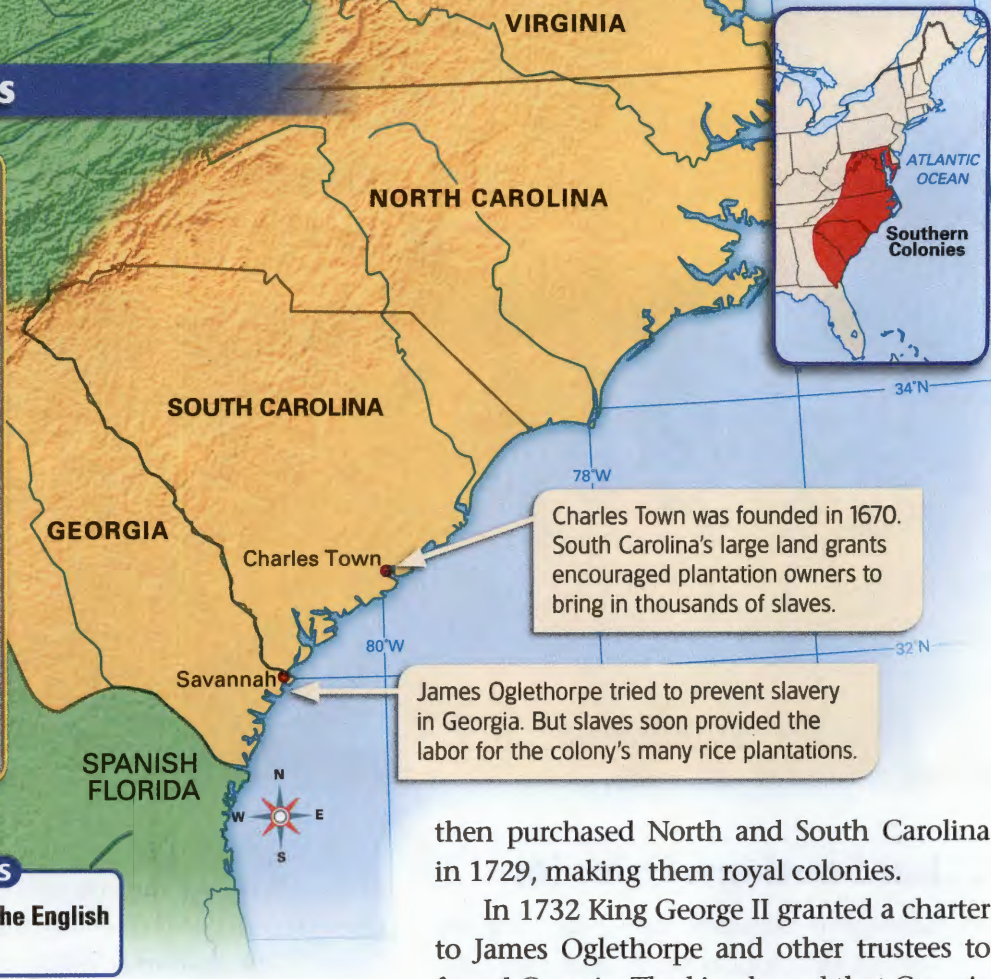 VIRGINIA
S
NORTH CAROLINA
ATLANTIC
OCEAN
Southern
Colonies
34°N
SOUTH CAROLINA
78°W
GEORGIA
Charles Town
Charles Town was founded in 1670.
South Carolina's large land grants
encouraged plantation owners to
bring in thousands of slaves.
80°W
32°N
Savannah
James Oglethorpe tried to prevent slavery
in Georgia. But slaves soon provided the
labor for the colony's many rice plantations.
SPANISH
FLORIDA
N
W
E
S
S
he English
then purchased North and South Carolina
in 1729, making them royal colonies.
In 1732 King George II granted a charter
to James Oglethorpe and other trustees to